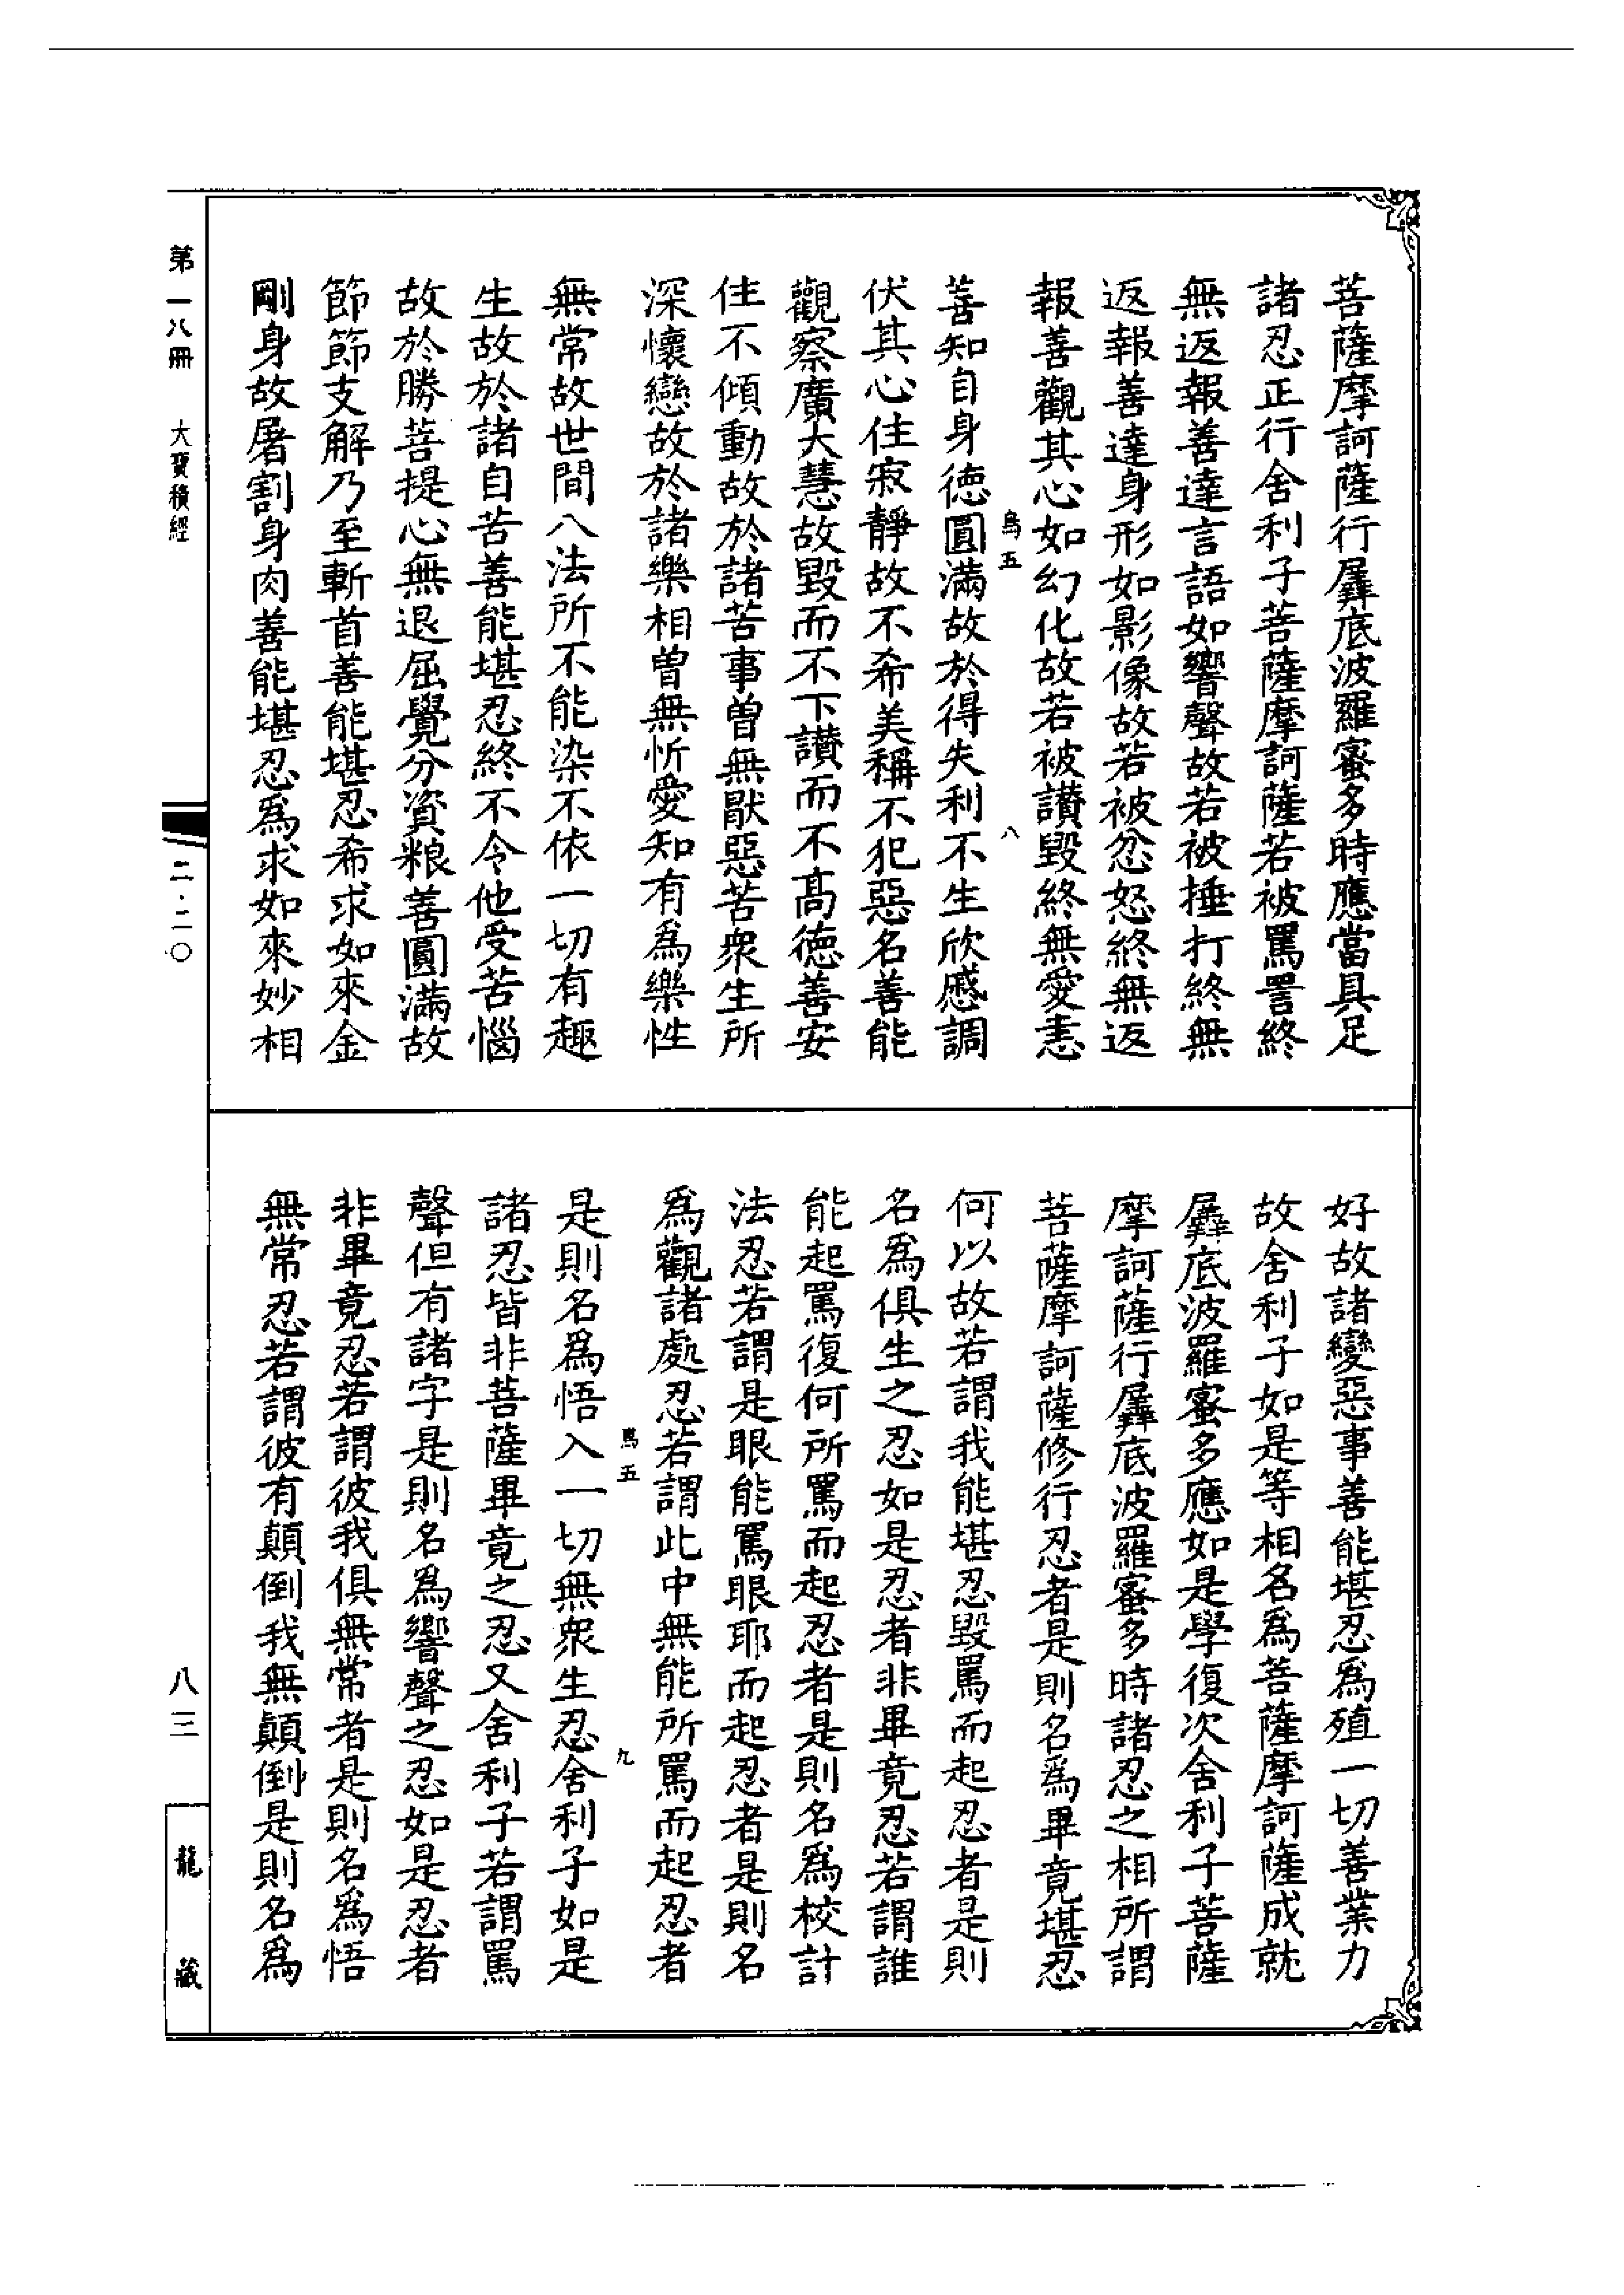 菩薩摩訶薩行羼底波羅蜜多時應當具足
諸忍正行舍利子菩薩摩訶薩若被罵詈終
無返報善達言語如響聲故若被捶打終無
返報善達身形如影像故若被忿怒終無返
報善觀其心如幻化故若被讃毀終無愛恚
烏五
八
善知自身徳圓滿故於得失利不生欣慼調
伏其心住寂靜故不希美稱不犯惡名善能
觀察廣大慧故毀而不下讃而不髙徳善安
住不傾動故於諸苦事曽無猒惡苦衆生所
深懷戀故於諸樂相曽無忻愛知有爲樂性
無常故世間八法所不能染不依一切有趣
生故於諸自苦善能堪忍終不令他受苦惱
故於勝菩提心無退屈覺分資粮善圓滿故
節節支解乃至斬首善能堪忍希求如來金
剛身故屠割身肉善能堪忍爲求如來妙相
好故諸變惡事善能堪忍爲殖一切善業力
故舍利子如是等相名爲菩薩摩訶薩成就
羼底波羅蜜多應如是學復次舍利子菩薩
摩訶薩行羼底波羅蜜多時諸忍之相所謂
菩薩摩訶薩修行忍者是則名爲畢竟堪忍
何以故若謂我能堪忍毀罵而起忍者是則
名爲俱生之忍如是忍者非畢竟忍若謂誰
能起罵復何所罵而起忍者是則名爲校計
法忍若謂是眼能罵眼耶而起忍者是則名
爲觀諸處忍若謂此中無能所罵而起忍者
烏五
九
是則名爲悟入一切無衆生忍舍利子如是
諸忍皆非菩薩畢竟之忍又舍利子若謂罵
聲但有諸字是則名爲響聲之忍如是忍者
非畢竟忍若謂彼我俱無常者是則名爲悟
無常忍若謂彼有顛倒我無顛倒是則名爲
第一八冊 大寶積經
二·二〇
八三
龍藏